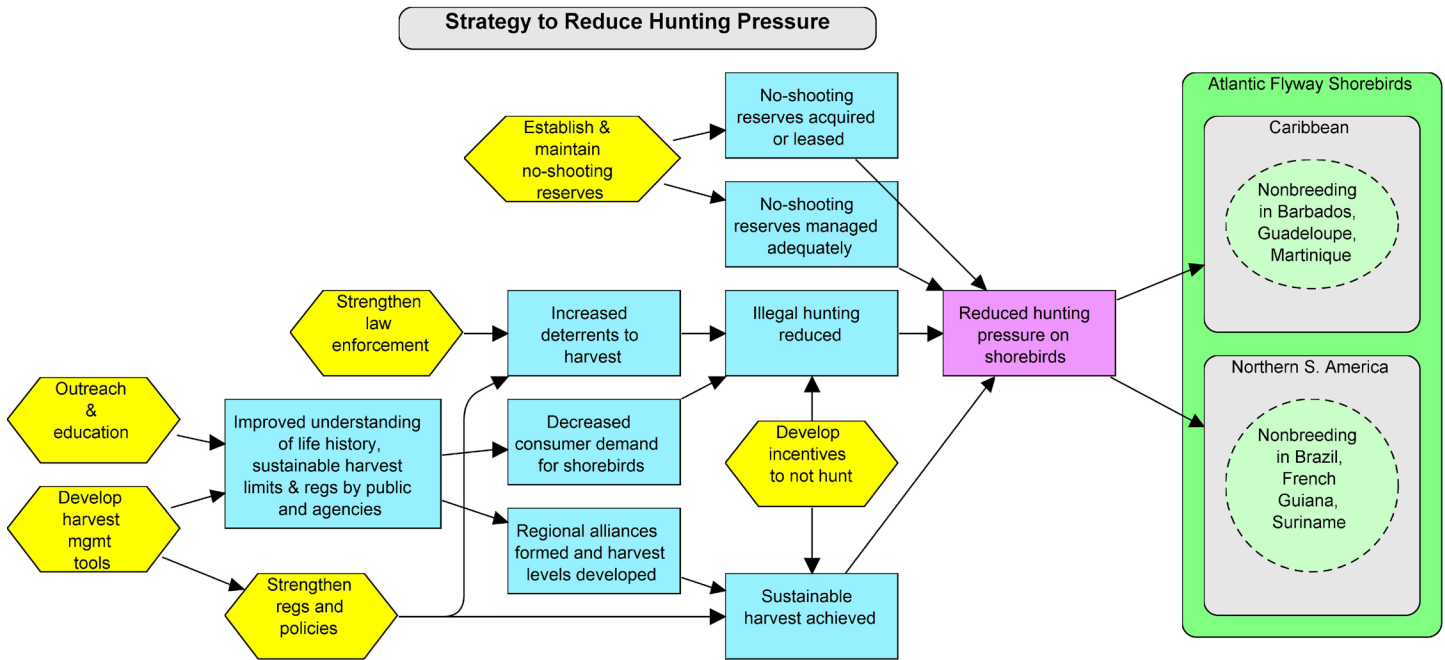 Strategy to Reduce Hunting Pressure
Establish &
maintain
no-shooting
reserves
No-shooting
reserves acquired
or leased
No-shooting
reserves managed
adequately
Strengthen
law
enforcement
Increased
deterrents to
harvest
Illegal hunting
reduced
Reduced hunting
pressure on
shorebirds
Outreach
&
education
Improved understanding
of life history,
sustainable harvest
limits & regs by public
and agencies
Decreased
consumer demand
for shorebirds
Develop
incentives
to not hunt
Develop
harvest
mgmt
tools
Regional alliances
formed and harvest
levels developed
Strengthen
regs and
policies
Sustainable
harvest achieved
Atlantic Flyway Shorebirds
Caribbean
Nonbreeding
in Barbados,
Guadeloupe,
Martinique
Northern S. America
Nonbreeding
in Brazil,
French
Guiana,
Suriname